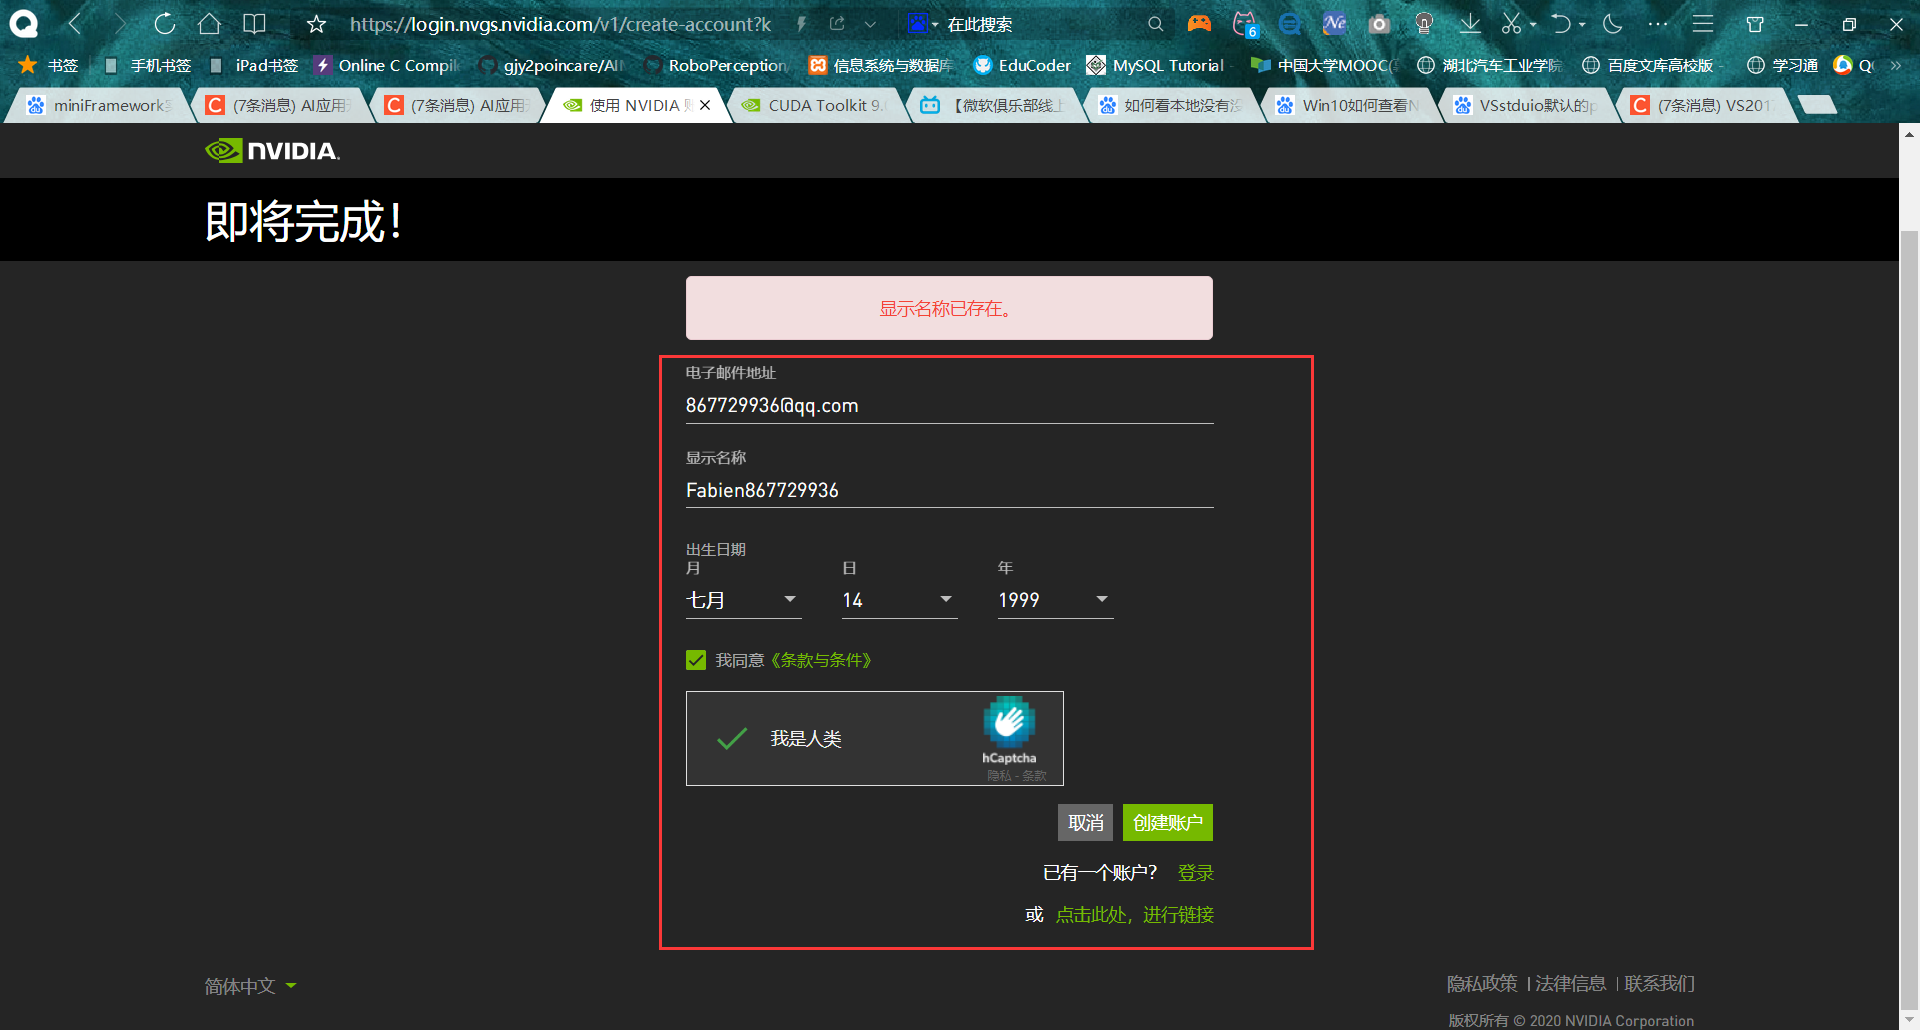 https://login.nvgs.nvidia.com/v1/create-account?k
在此搜索
6
书签
手机书签
iPad书签
Online C Compil
gjy2poincare/AI
RoboPerception
信息系统与数据库
EduCoder
MySQL Tutorial
中国大学MOOC(
湖北汽车工业学院
百度文库高校版
学习通
miniFramework
(7条消息) AI应用
(7条消息) AI应用
使用 NVIDIA
CUDA Toolkit 9.
【微软俱乐部线上
如何看本地没有
Win10如何查看N
VSstduio默认的p
(7条消息) VS201
NVIDIA.
即将完成！
显示名称已存在。
电子邮件地址
867729936@qq.com
显示名称
Fabien867729936
出生日期
月 日 年
七月 14 1999
我同意《条款与条件》
我是人类
hCaptcha
隐私 - 条款
取消 创建账户
已有一个账户？ 登录
或 点击此处，进行链接
简体中文
隐私政策 | 法律信息 | 联系我们
版权所有 © 2020 NVIDIA Corporation